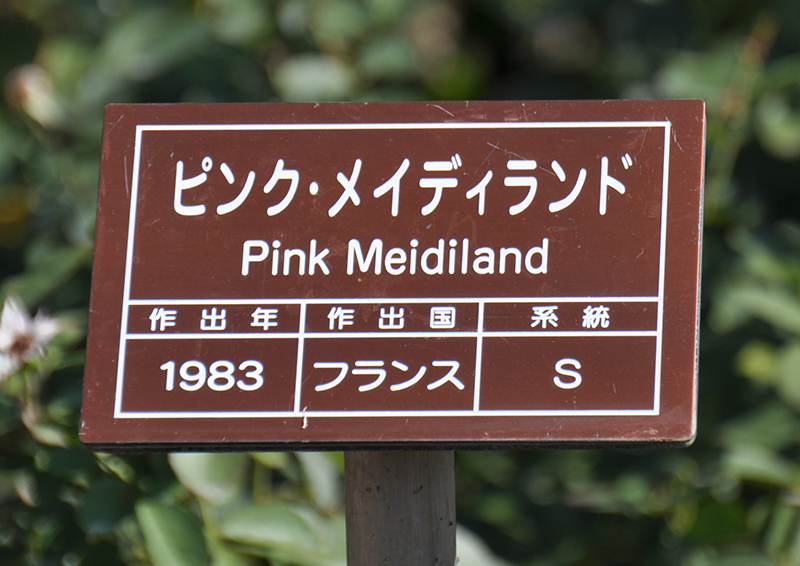 ピンク・メイディランド
Pink Meidiland
作出年 作出国 系統
1983 フランス S